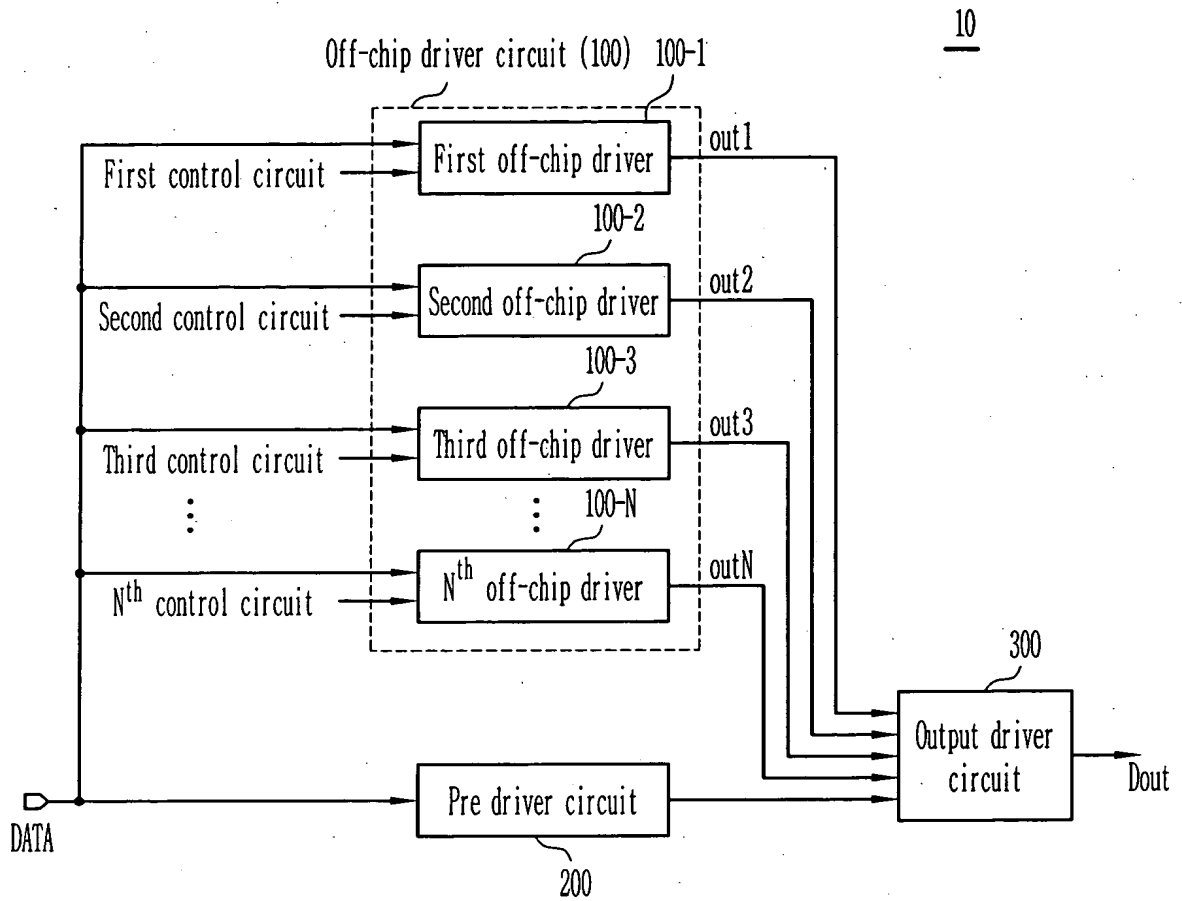 10
Off-chip driver circuit (100)
100-1
First off-chip driver
out1
First control circuit
100-2
Second off-chip driver
out2
Second control circuit
100-3
Third off-chip driver
out3
Third control circuit
100-N
Nth off-chip driver
outN
Nth control circuit
300
Output driver
circuit
Dout
Pre driver circuit
DATA
200